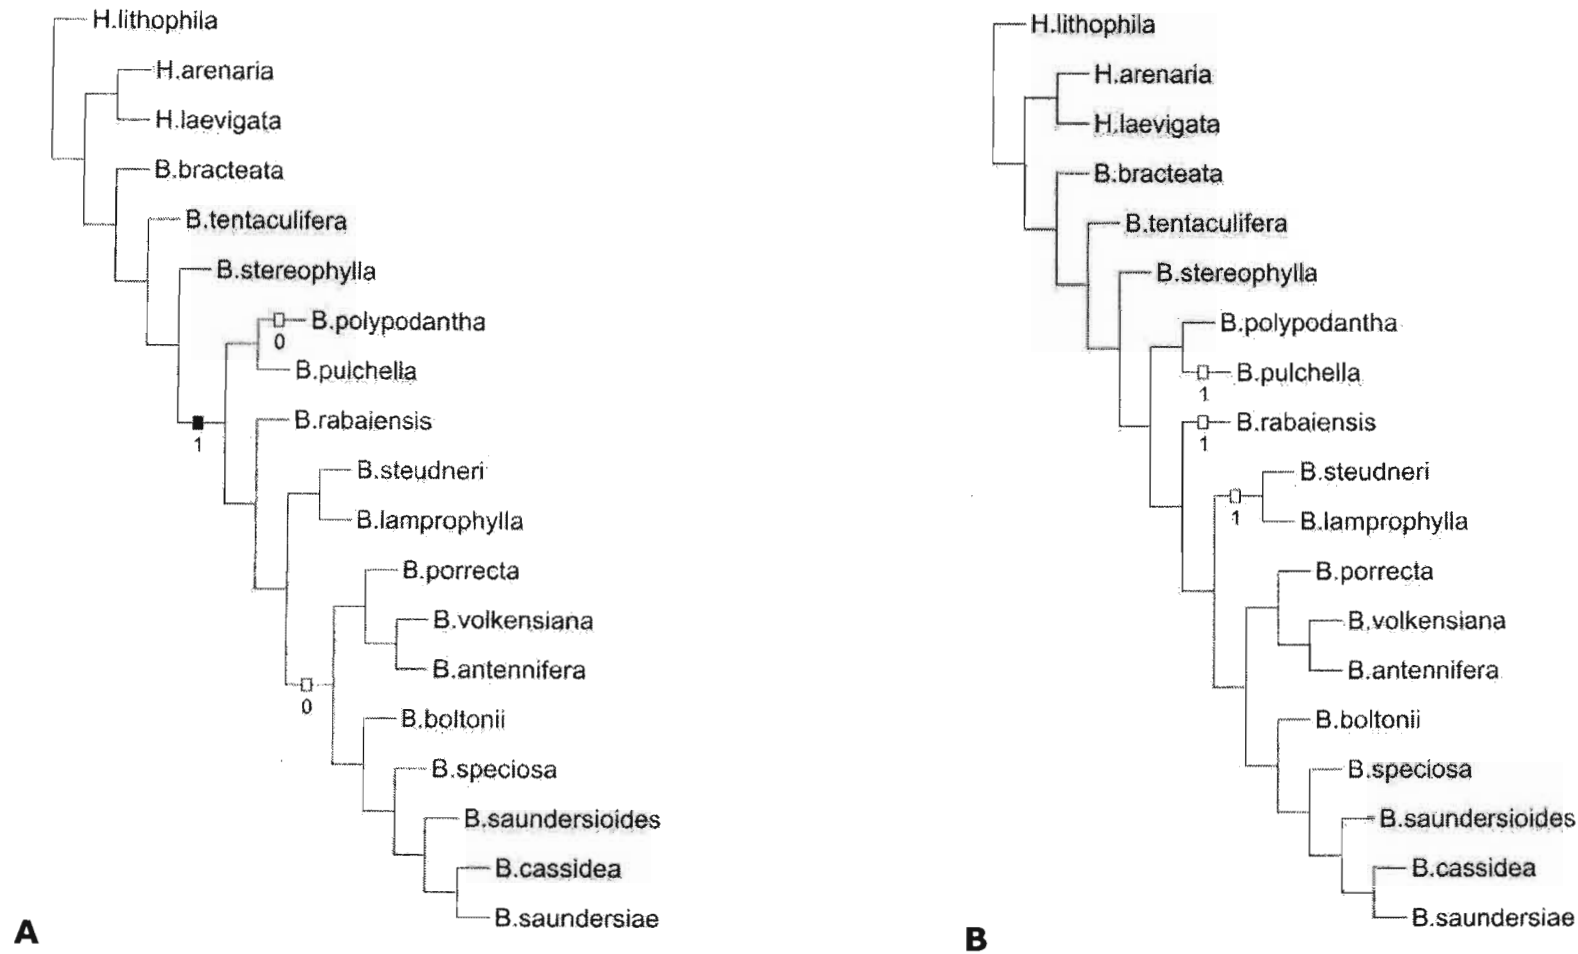 H.lithophila
H.arenaria
H.laevigata
B.bracteata
B.tentaculifera
B.stereophylla
B.polypodantha
0
B.pulchella
B.rabaiensis
1
B.steudneri
B.lamprophylla
B.porrecta
B.volkensiana
B.antennifera
0
B.boltonii
B.speciosa
B.saundersioides
B.cassidea
B.saundersiae
A
H.lithophila
H.arenaria
H.laevigata
B.bracteata
B.tentaculifera
B.stereophylla
B.polypodantha
B.pulchella
1
B.rabaiensis
1
B.steudneri
1
B.lamprophylla
B.porrecta
B.volkensiana
B.antennifera
B.boltonii
B.speciosa
B.saundersioides
B.cassidea
B.saundersiae
B